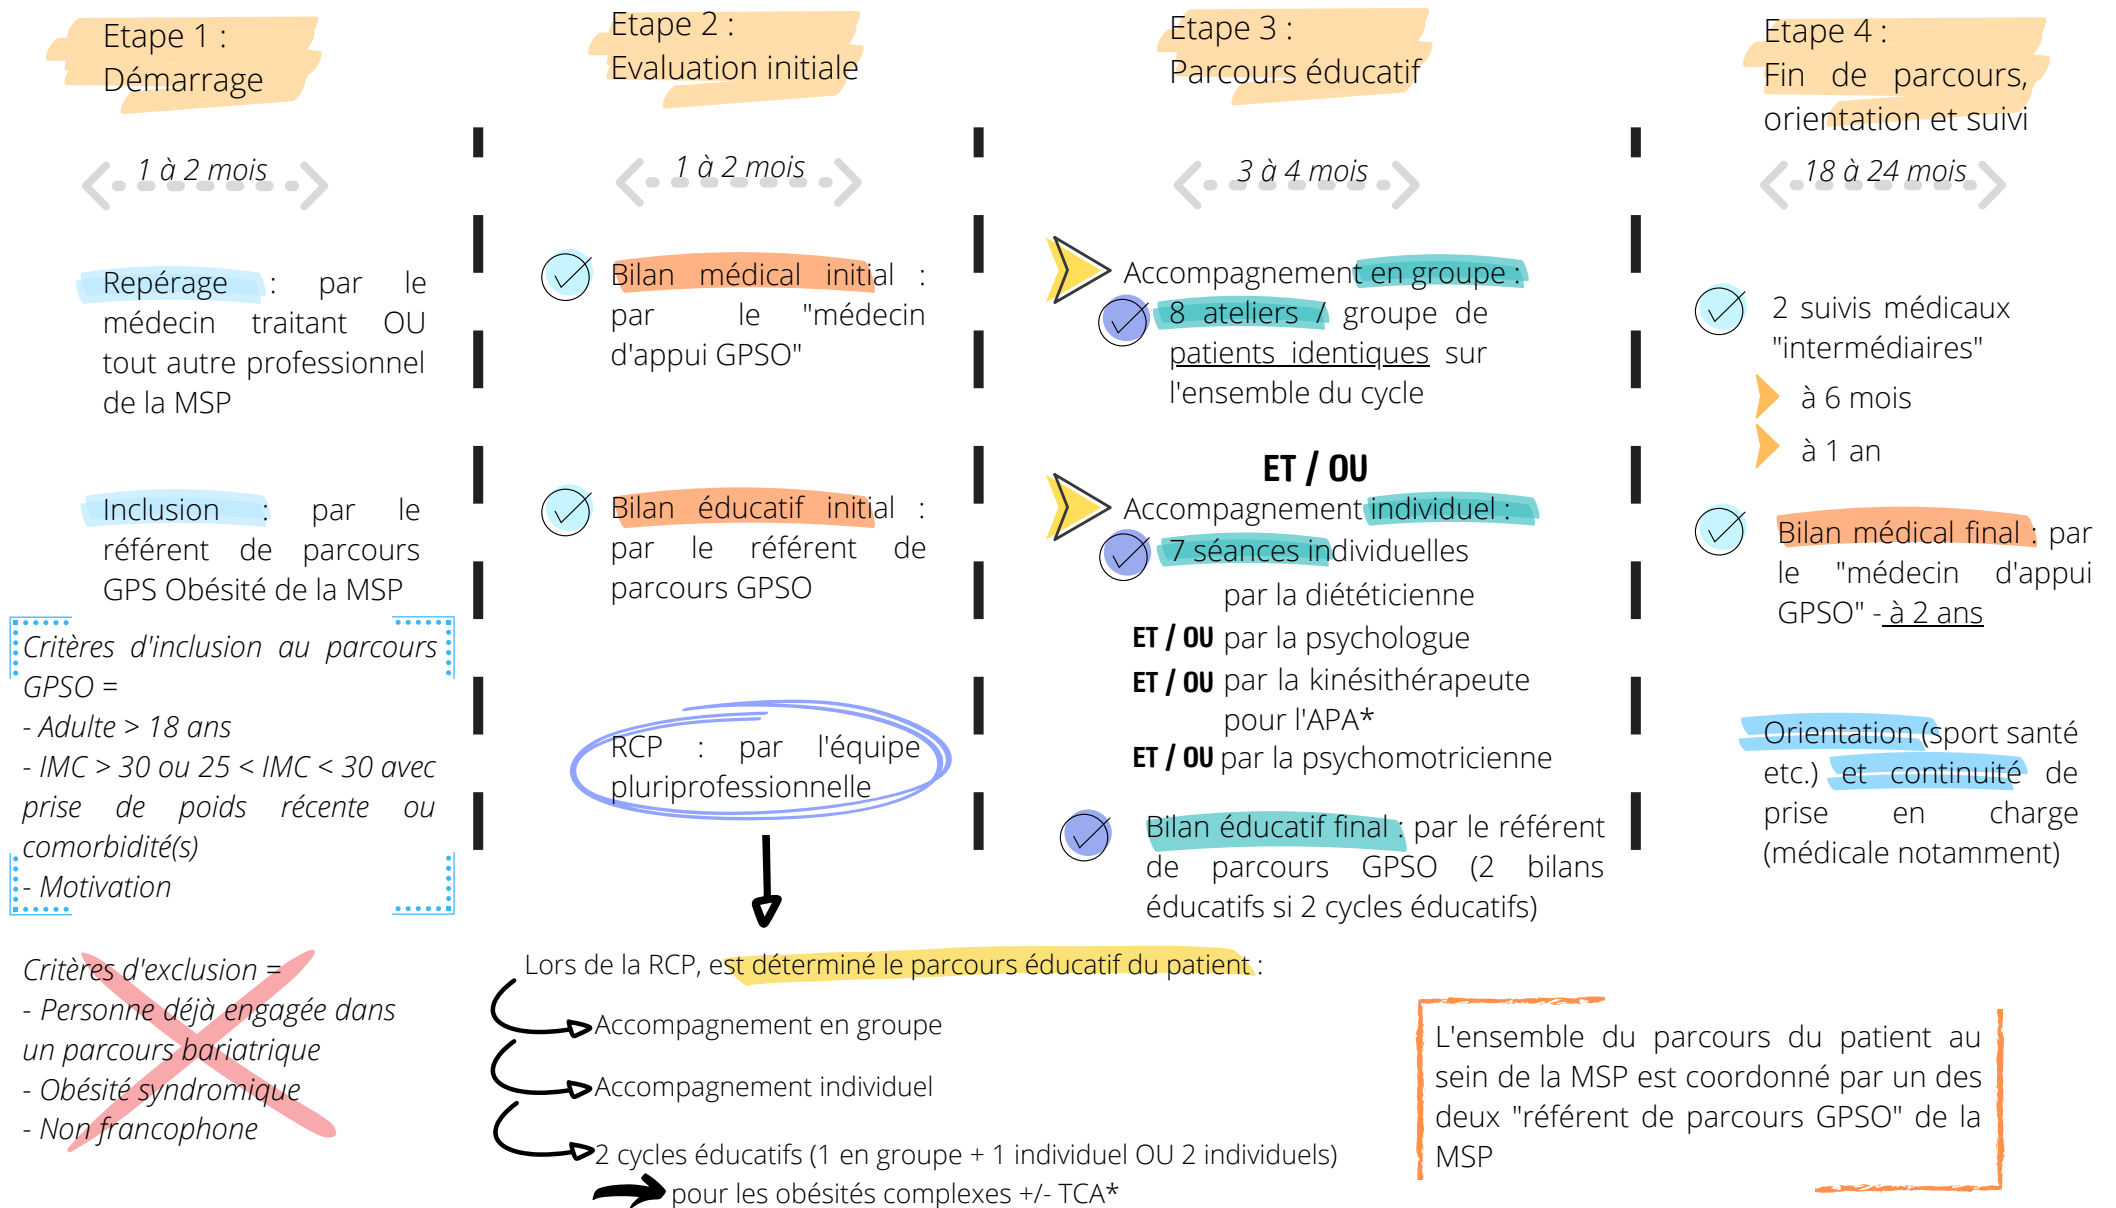 Etape 1 :
Démarrage
1 à 2 mois
Repérage : par le
médecin traitant OU
tout autre professionnel
de la MSP
Inclusion : par le
référent de parcours
GPS Obésité de la MSP
Critères d'inclusion au parcours
GPSO =
- Adulte > 18 ans
- IMC > 30 ou 25 < IMC < 30 avec
prise de poids récente ou
comorbidité(s)
- Motivation
Critères d'exclusion =
- Personne déjà engagée dans
un parcours bariatrique
- Obésité syndromique
- Non francophone
Etape 2 :
Evaluation initiale
1 à 2 mois
Bilan médical initial :
par le "médecin
d'appui GPSO"
Bilan éducatif initial :
par le référent de
parcours GPSO
RCP : par l'équipe
pluriprofessionnelle
Lors de la RCP, est déterminé le parcours éducatif du patient :
Accompagnement en groupe
Accompagnement individuel
2 cycles éducatifs (1 en groupe + 1 individuel OU 2 individuels)
pour les obésités complexes +/- TCA*
Etape 3 :
Parcours éducatif
3 à 4 mois
Accompagnement en groupe :
8 ateliers / groupe de
patients identiques sur
l'ensemble du cycle
ET / OU
Accompagnement individuel :
7 séances individuelles
par la diététicienne
ET / OU par la psychologue
ET / OU par la kinésithérapeute
pour l'APA*
ET / OU par la psychomotricienne
Bilan éducatif final : par le référent
de parcours GPSO (2 bilans
éducatifs si 2 cycles éducatifs)
Etape 4 :
Fin de parcours,
orientation et suivi
18 à 24 mois
2 suivis médicaux
"intermédiaires"
à 6 mois
à 1 an
Bilan médical final : par
le "médecin d'appui
GPSO" - à 2 ans
Orientation (sport santé
etc.) et continuité de
prise en charge
(médicale notamment)
L'ensemble du parcours du patient au
sein de la MSP est coordonné par un des
deux "référent de parcours GPSO" de la
MSP